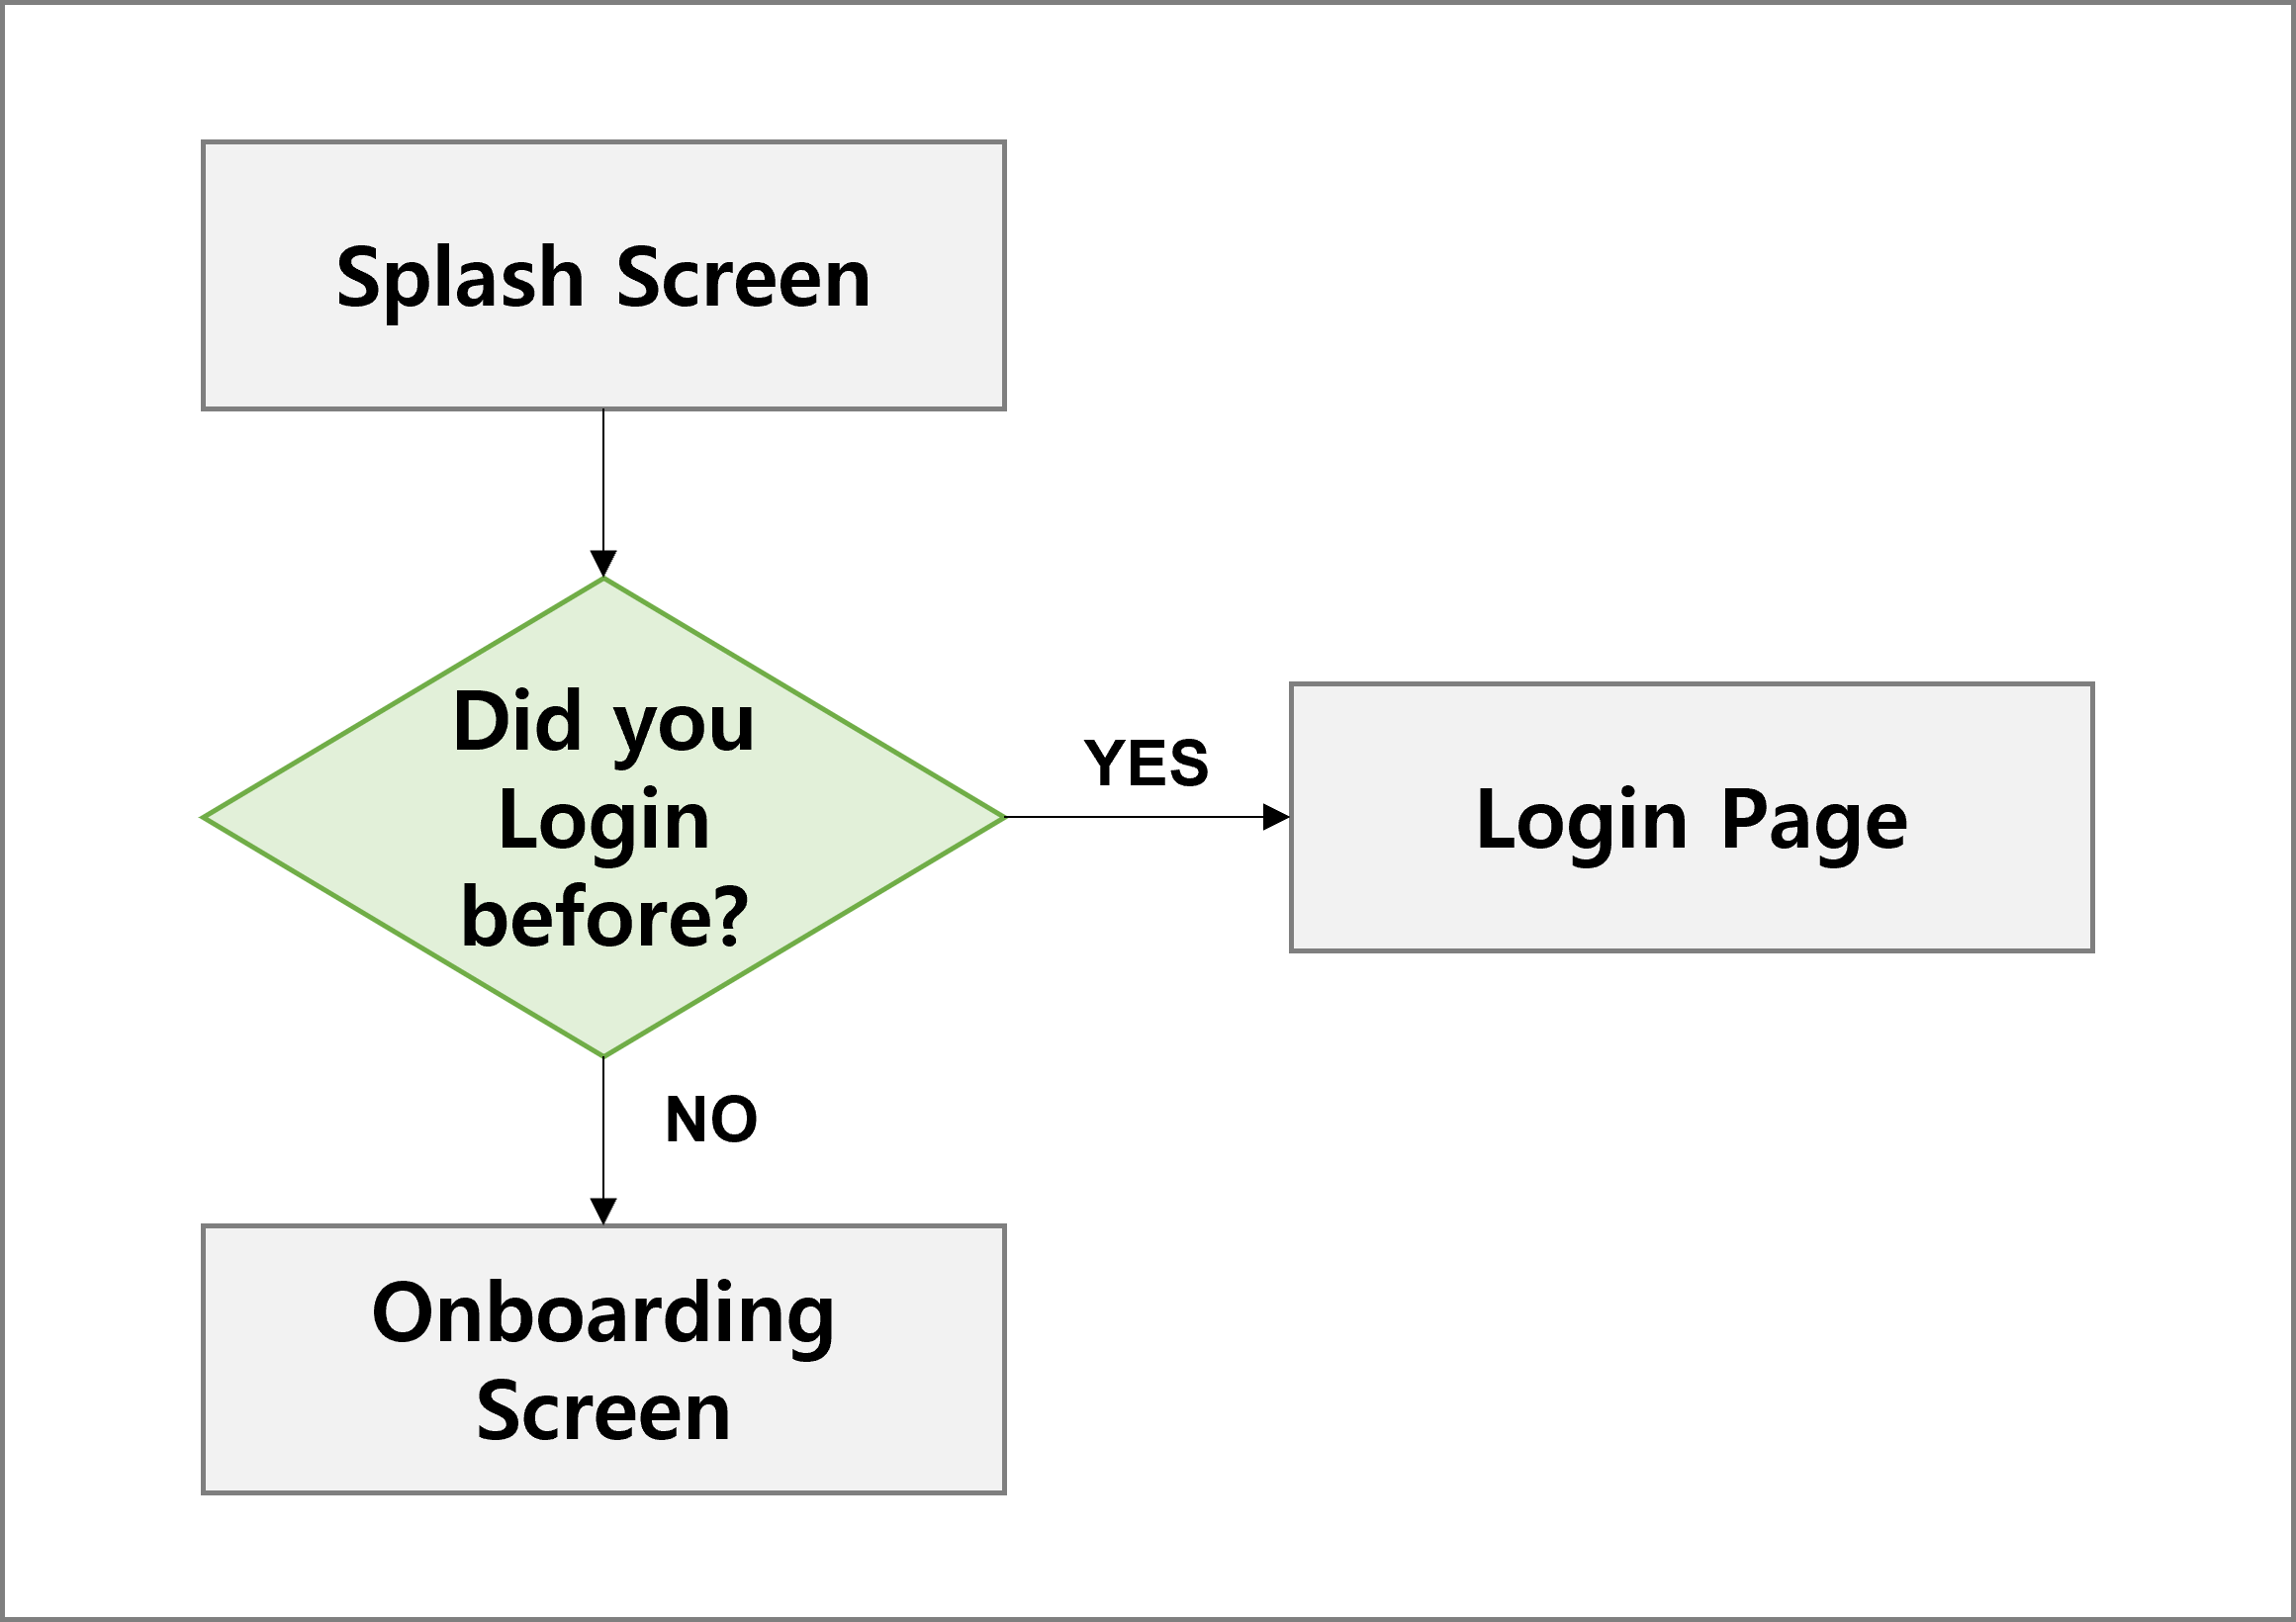 Splash Screen
Did you
Login
before?
YES
Login Page
NO
Onboarding
Screen